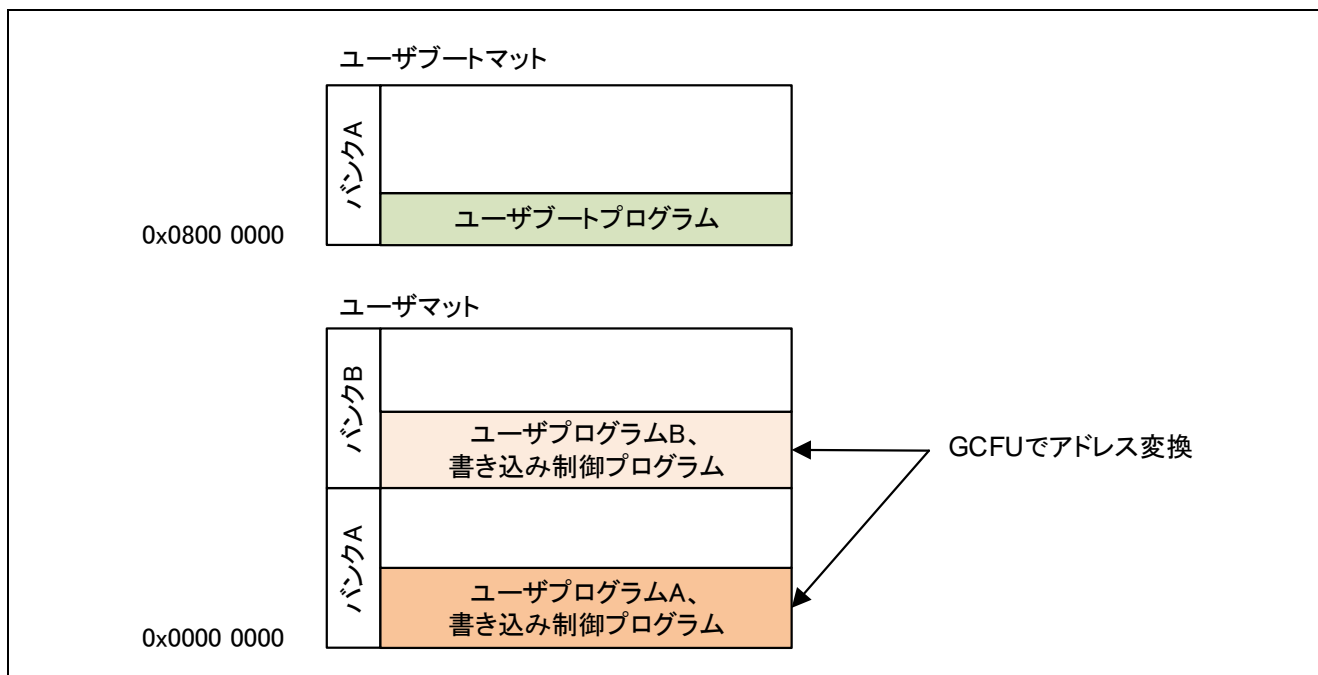 ユーザブートマット
バンクA
ユーザブートプログラム
0x0800 0000
ユーザマット
バンクB
ユーザプログラムB、
書き込み制御プログラム
GCFUでアドレス変換
バンクA
ユーザプログラムA、
書き込み制御プログラム
0x0000 0000